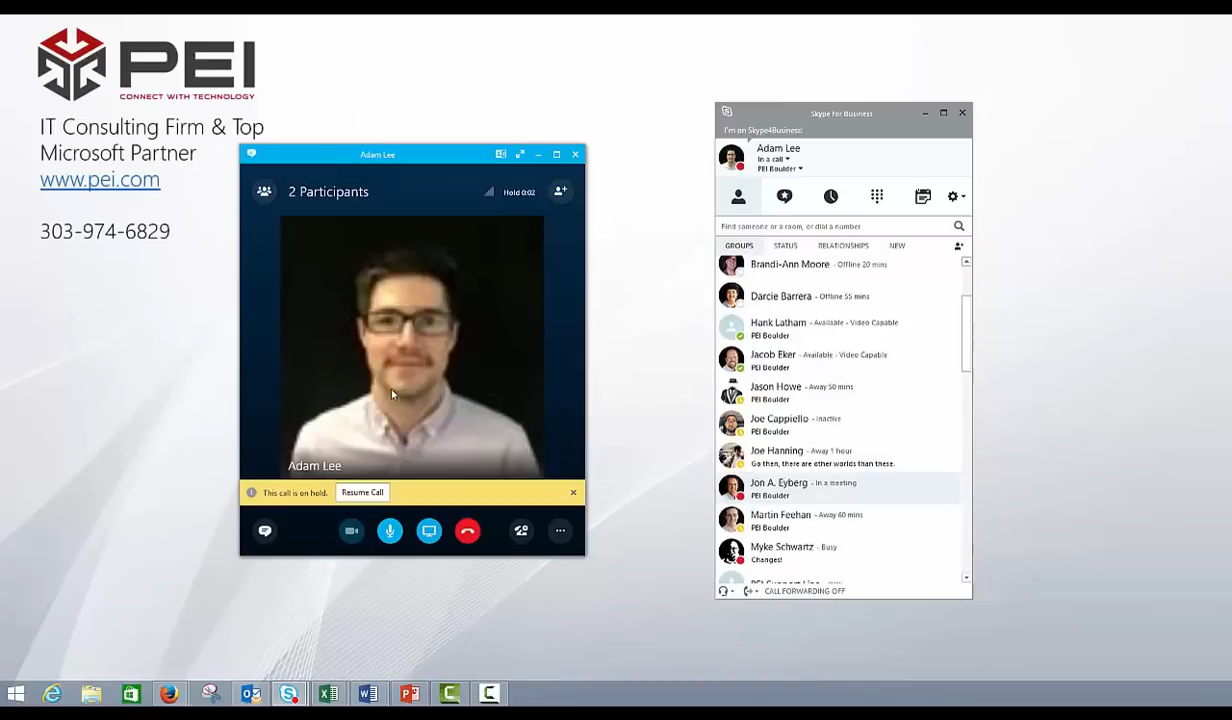 PEI
CONNECT WITH TECHNOLOGY
IT Consulting Firm & Top
Microsoft Partner
www.pei.com
303-974-6829
Adam Lee
2 Participants
Hold 0:02
Adam Lee
This call is on hold.
Resume Call
Skype for Business
I'm on Skype4Business!
Adam Lee
In a call
PEI Boulder
Find someone or a room, or dial a number
GROUPS STATUS RELATIONSHIPS NEW
Brandi-Ann Moore - Offline 20 mins
Darcie Barrera - Offline 55 mins
Hank Latham - Available - Video Capable
PEI Boulder
Jacob Eker - Available - Video Capable
PEI Boulder
Jason Howe - Away 50 mins
PEI Boulder
Joe Cappiello - Inactive
PEI Boulder
Joe Hanning - Away 1 hour
Go then, there are other worlds than these.
Jon A. Eyberg - In a meeting
PEI Boulder
Martin Feehan - Away 60 mins
PEI Boulder
Myke Schwartz - Busy
Changes!
CALL FORWARDING OFF